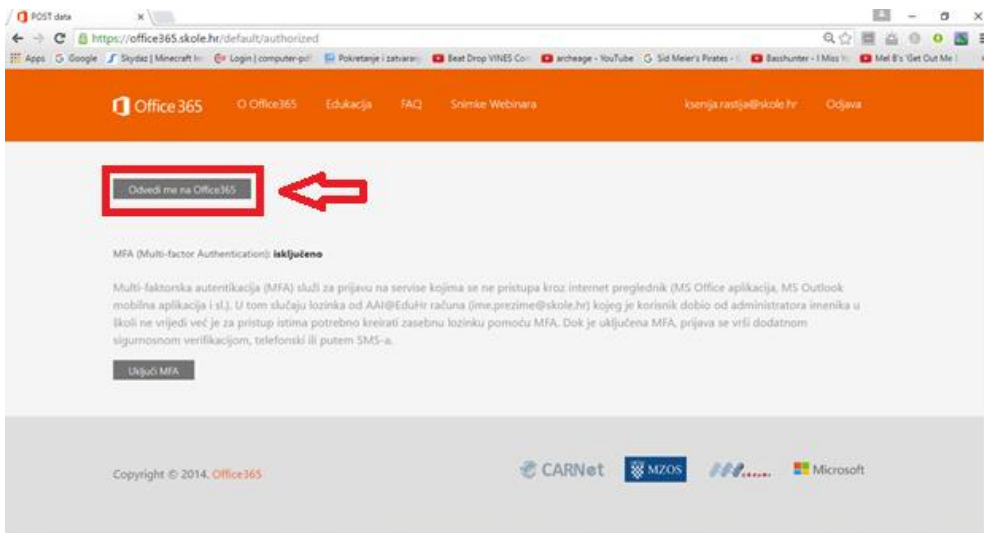 POST data
https://office365.skole.hr/default/authorized
Apps Google Skydaz | Minecraft In Login | computer-pdf Pokretanje i zatvaran Beat Drop VINES Com archeage - YouTube Sid Meier's Pirates - Basshunter - I Miss Mel B's 'Get Out Me
Office 365 O Office365 Edukacija FAQ Snimke Webinara ksenija.rastija@skole.hr Odjava
Odvedi me na Office365
MFA (Multi-factor Authentication): isključeno
Multi-faktorska autentikacija (MFA) služi za prijavu na servise kojima se ne pristupa kroz internet preglednik (MS Office aplikacija, MS Outlook
mobilna aplikacija i sl.). U tom slučaju lozinka od AAI@EduHr računa (ime.prezime@skole.hr) kojeg je korisnik dobio od administratora imenika u
školi ne vrijedi već je za pristup istima potrebno kreirati zasebnu lozinku pomoću MFA. Dok je uključena MFA, prijava se vrši dodatnom
sigurnosnom verifikacijom, telefonski ili putem SMS-a.
Uključi MFA
Copyright © 2014. Office365 CARNet MZOS Microsoft